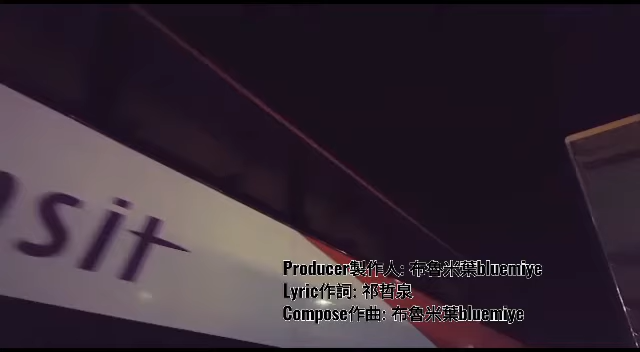 nsit
Producer製作人: 布魯米葉bluemiye
Lyric作詞: 祁哲泉
Compose作曲: 布魯米葉bluemiye